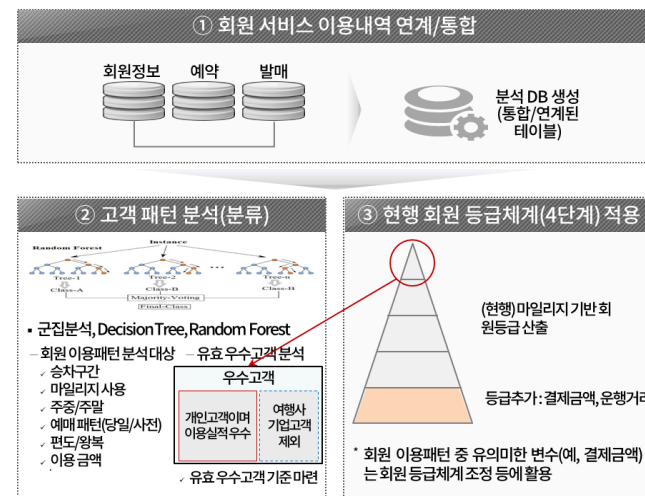 ① 회원 서비스 이용내역 연계/통합
회원정보 예약 발매
분석 DB 생성
(통합/연계된
테이블)
② 고객 패턴 분석(분류)
Random Forest
Instance
Tree-1 Tree-2 ... Tree-n
Class-A Class-B Class-B
Majority-Voting
Final-Class
▪ 군집분석, Decision Tree, Random Forest
– 회원 이용패턴 분석대상
✓ 승차구간
✓ 마일리지 사용
✓ 주중/주말
✓ 예매 패턴(당일/사전)
✓ 편도/왕복
✓ 이용 금액
– 유효 우수고객 분석
우수고객
개인고객이며
이용실적 우수
여행사
기업고객
제외
✓ 유효 우수고객 기준 마련
③ 현행 회원 등급체계(4단계) 적용
(현행)마일리지 기반 회
원등급 산출
등급추가 : 결제금액, 운행거리
* 회원 이용패턴 중 유의미한 변수(예, 결제금액)
는 회원 등급체계 조정 등에 활용